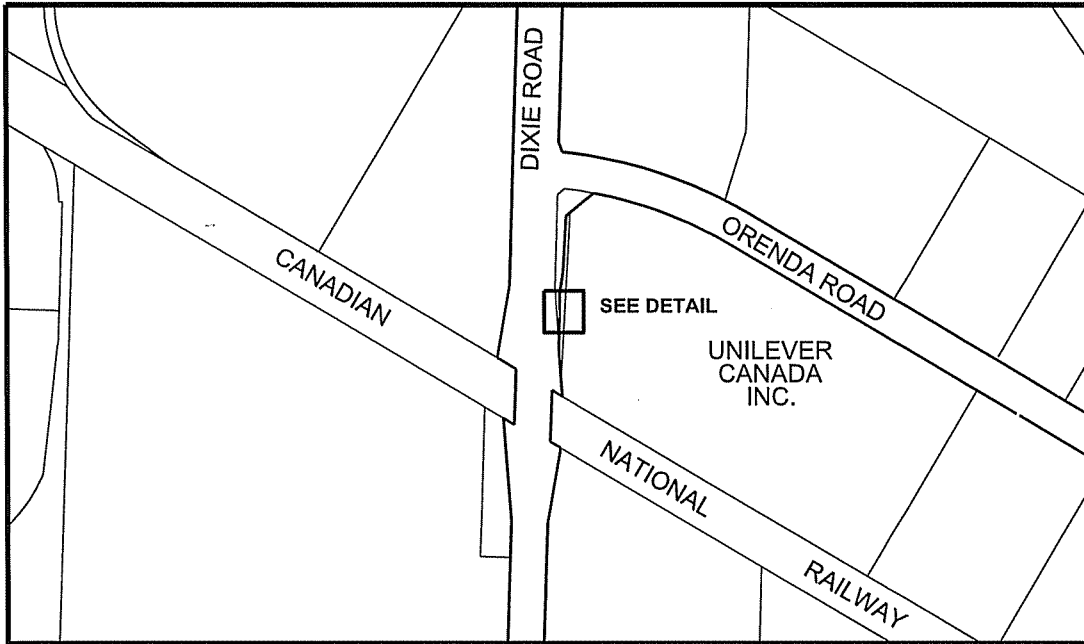 DIXIE ROAD
ORENDA ROAD
CANADIAN
SEE DETAIL
UNILEVER
CANADA
INC.
NATIONAL
RAILWAY